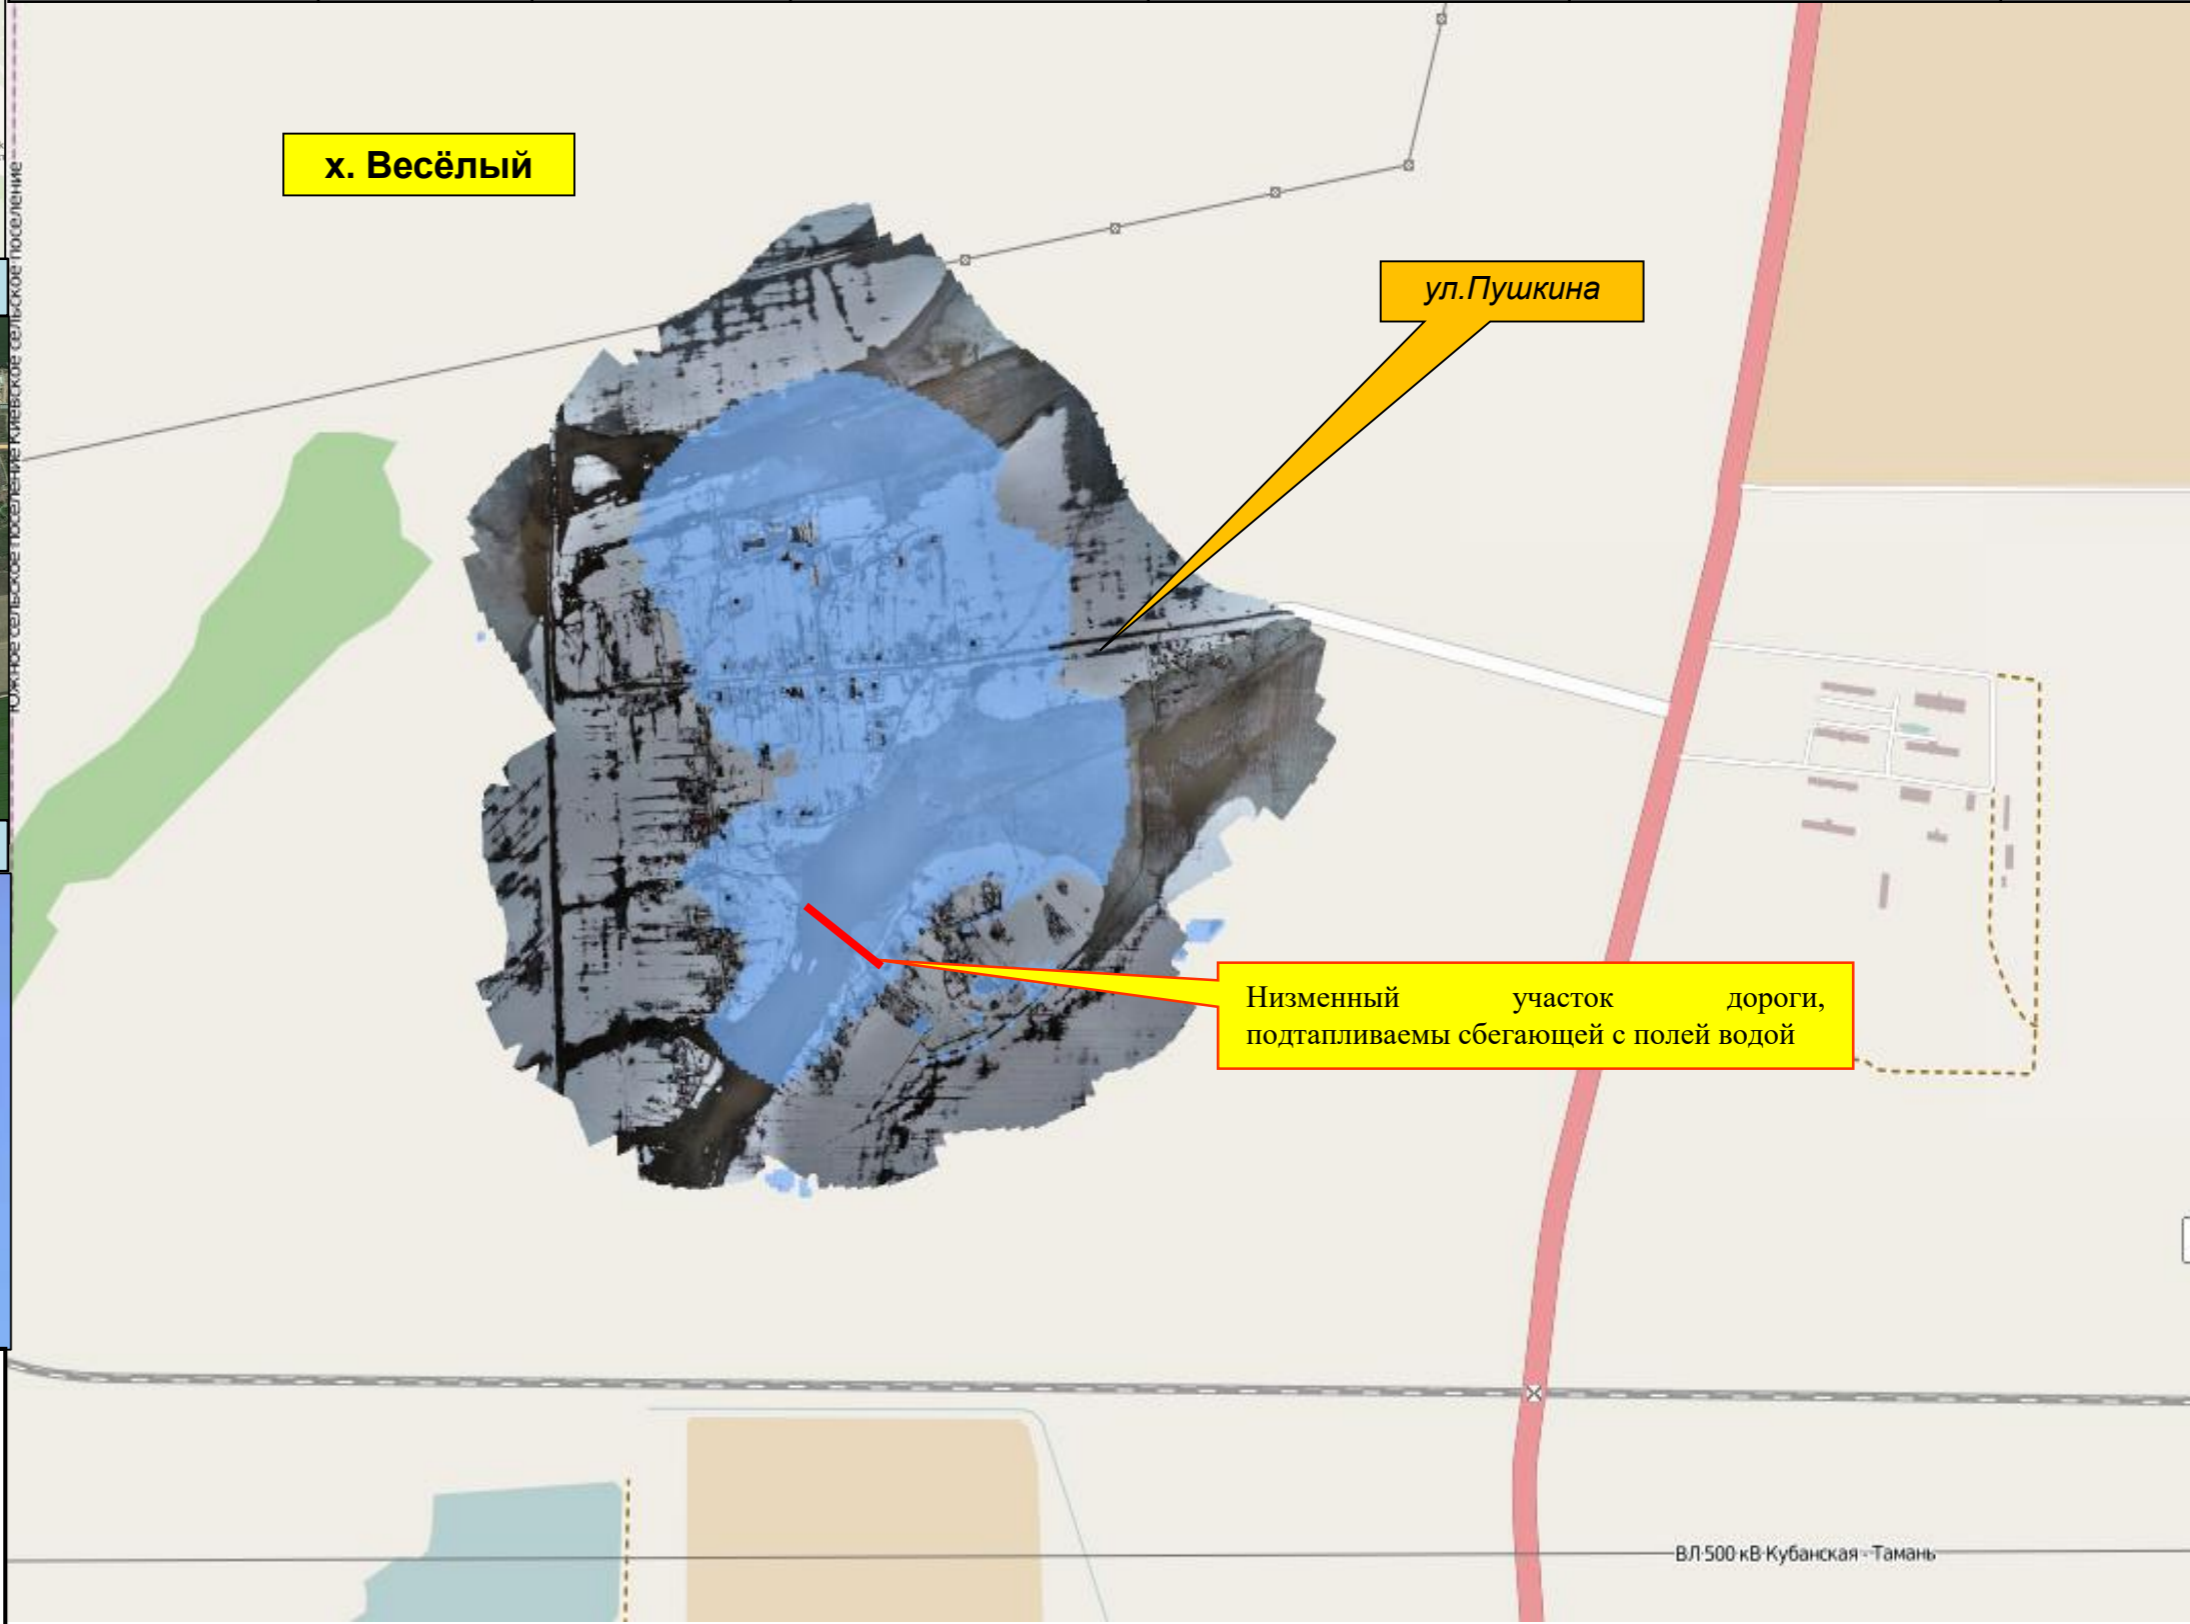 х. Весёлый
ул.Пушкина
Южное сельское поселение Киевское сельское поселение
Низменный участок дороги,
подтапливаемы сбегающей с полей водой
ВЛ 500 кВ Кубанская - Тамань